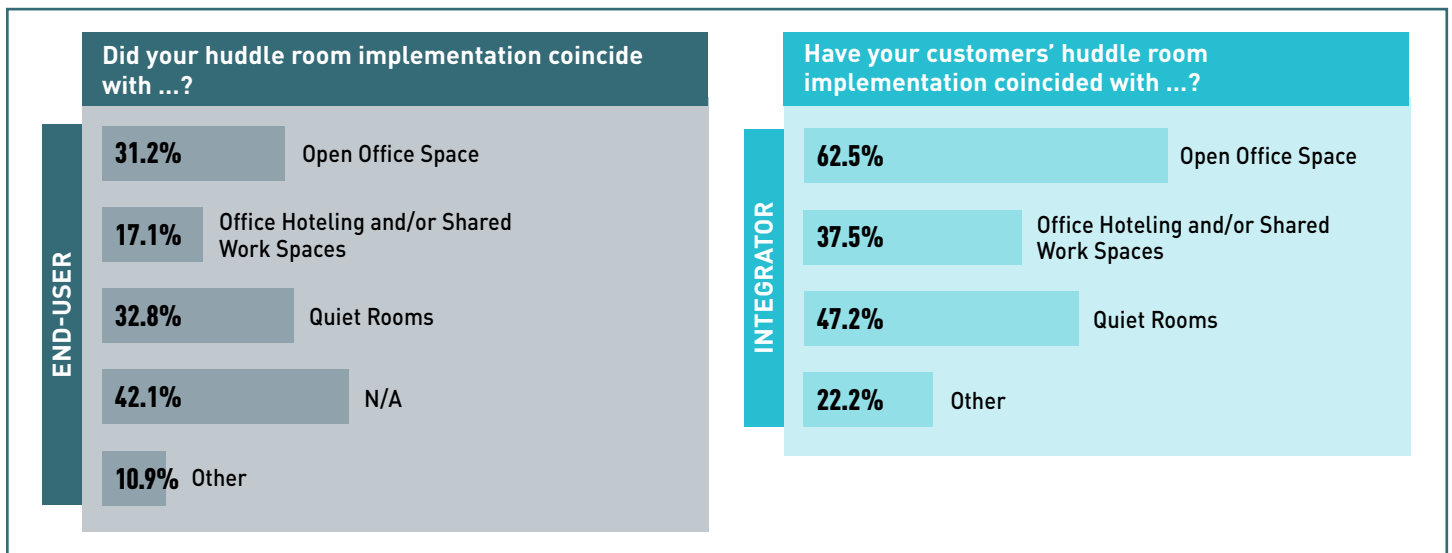 Did your huddle room implementation coincide
with ...?
END-USER
31.2% Open Office Space
17.1% Office Hoteling and/or Shared
Work Spaces
32.8% Quiet Rooms
42.1% N/A
10.9% Other
Have your customers’ huddle room
implementation coincided with ...?
INTEGRATOR
62.5% Open Office Space
37.5% Office Hoteling and/or Shared
Work Spaces
47.2% Quiet Rooms
22.2% Other